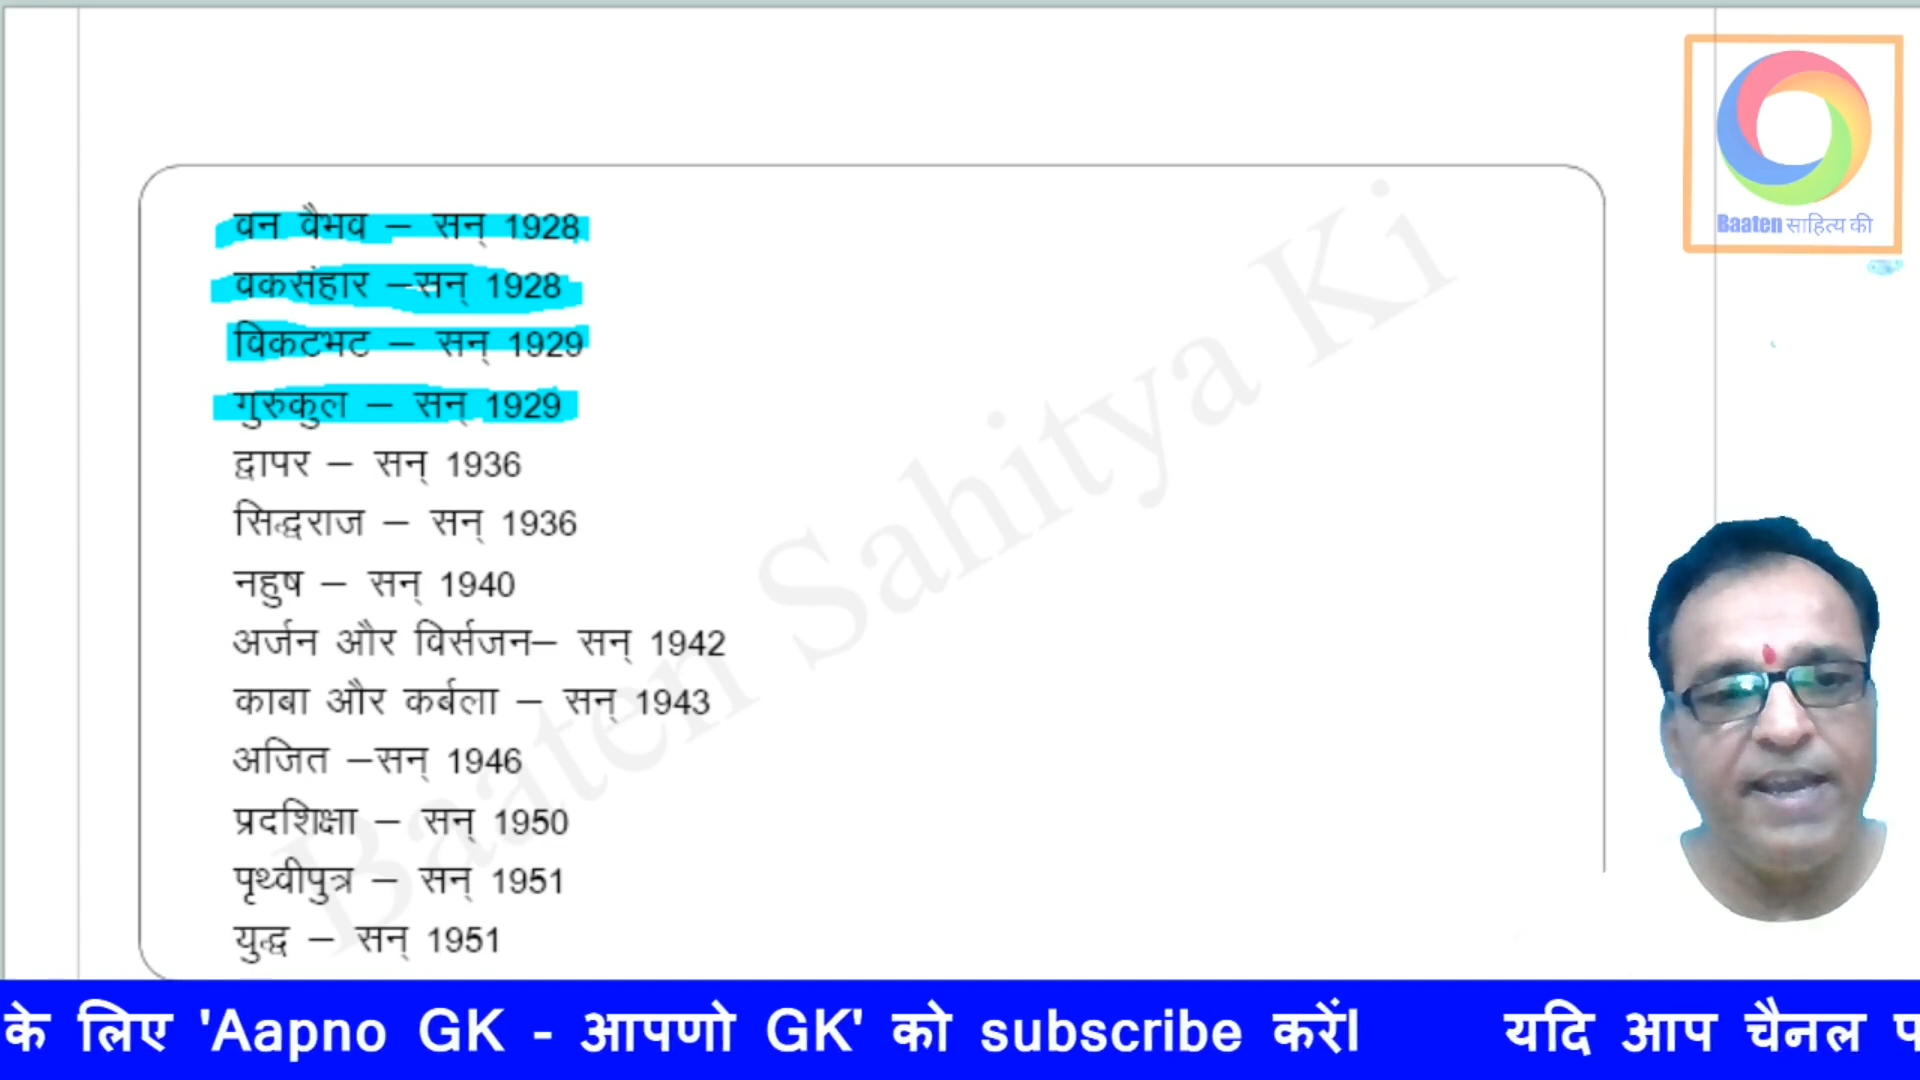 वन वैभव – सन् 1928
वकसंहार –सन् 1928
विकटभट – सन् 1929
गुरुकुल – सन् 1929
द्वापर – सन् 1936
सिद्धराज – सन् 1936
नहुष – सन् 1940
अर्जन और विर्सजन– सन् 1942
काबा और कर्बला – सन् 1943
अजित –सन् 1946
प्रदशिक्षा – सन् 1950
पृथ्वीपुत्र – सन् 1951
युद्ध – सन् 1951
Baaten Sahitya Ki
Baaten साहित्य की
के लिए 'Aapno GK - आपणो GK' को subscribe करें। यदि आप चैनल प